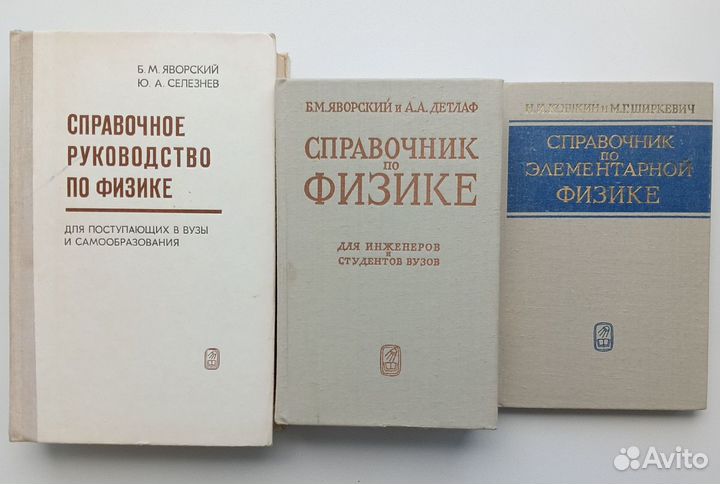 Б. М. ЯВОРСКИЙ
Ю. А. СЕЛЕЗНЕВ
СПРАВОЧНОЕ
РУКОВОДСТВО
ПО ФИЗИКЕ
ДЛЯ ПОСТУПАЮЩИХ В ВУЗЫ
И САМООБРАЗОВАНИЯ
Б.М.ЯВОРСКИЙ и А.А.ДЕТЛАФ
СПРАВОЧНИК
ПО
ФИЗИКЕ
ДЛЯ ИНЖЕНЕРОВ
И
СТУДЕНТОВ ВУЗОВ
Н.И.КОШКИН и М.Г.ШИРКЕВИЧ
СПРАВОЧНИК
ПО
ЭЛЕМЕНТАРНОЙ
ФИЗИКЕ
Avito